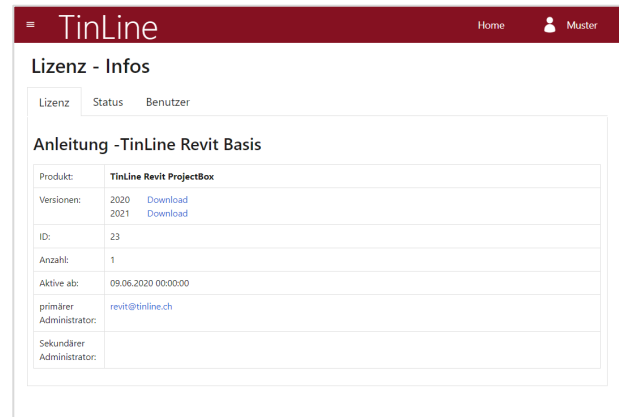 ≡ TinLine Home Muster
Lizenz - Infos
Lizenz Status Benutzer
Anleitung -TinLine Revit Basis
Produkt: TinLine Revit ProjectBox
Versionen: 2020 Download
2021 Download
ID: 23
Anzahl: 1
Aktive ab: 09.06.2020 00:00:00
primärer
Administrator: revit@tinline.ch
Sekundärer
Administrator: